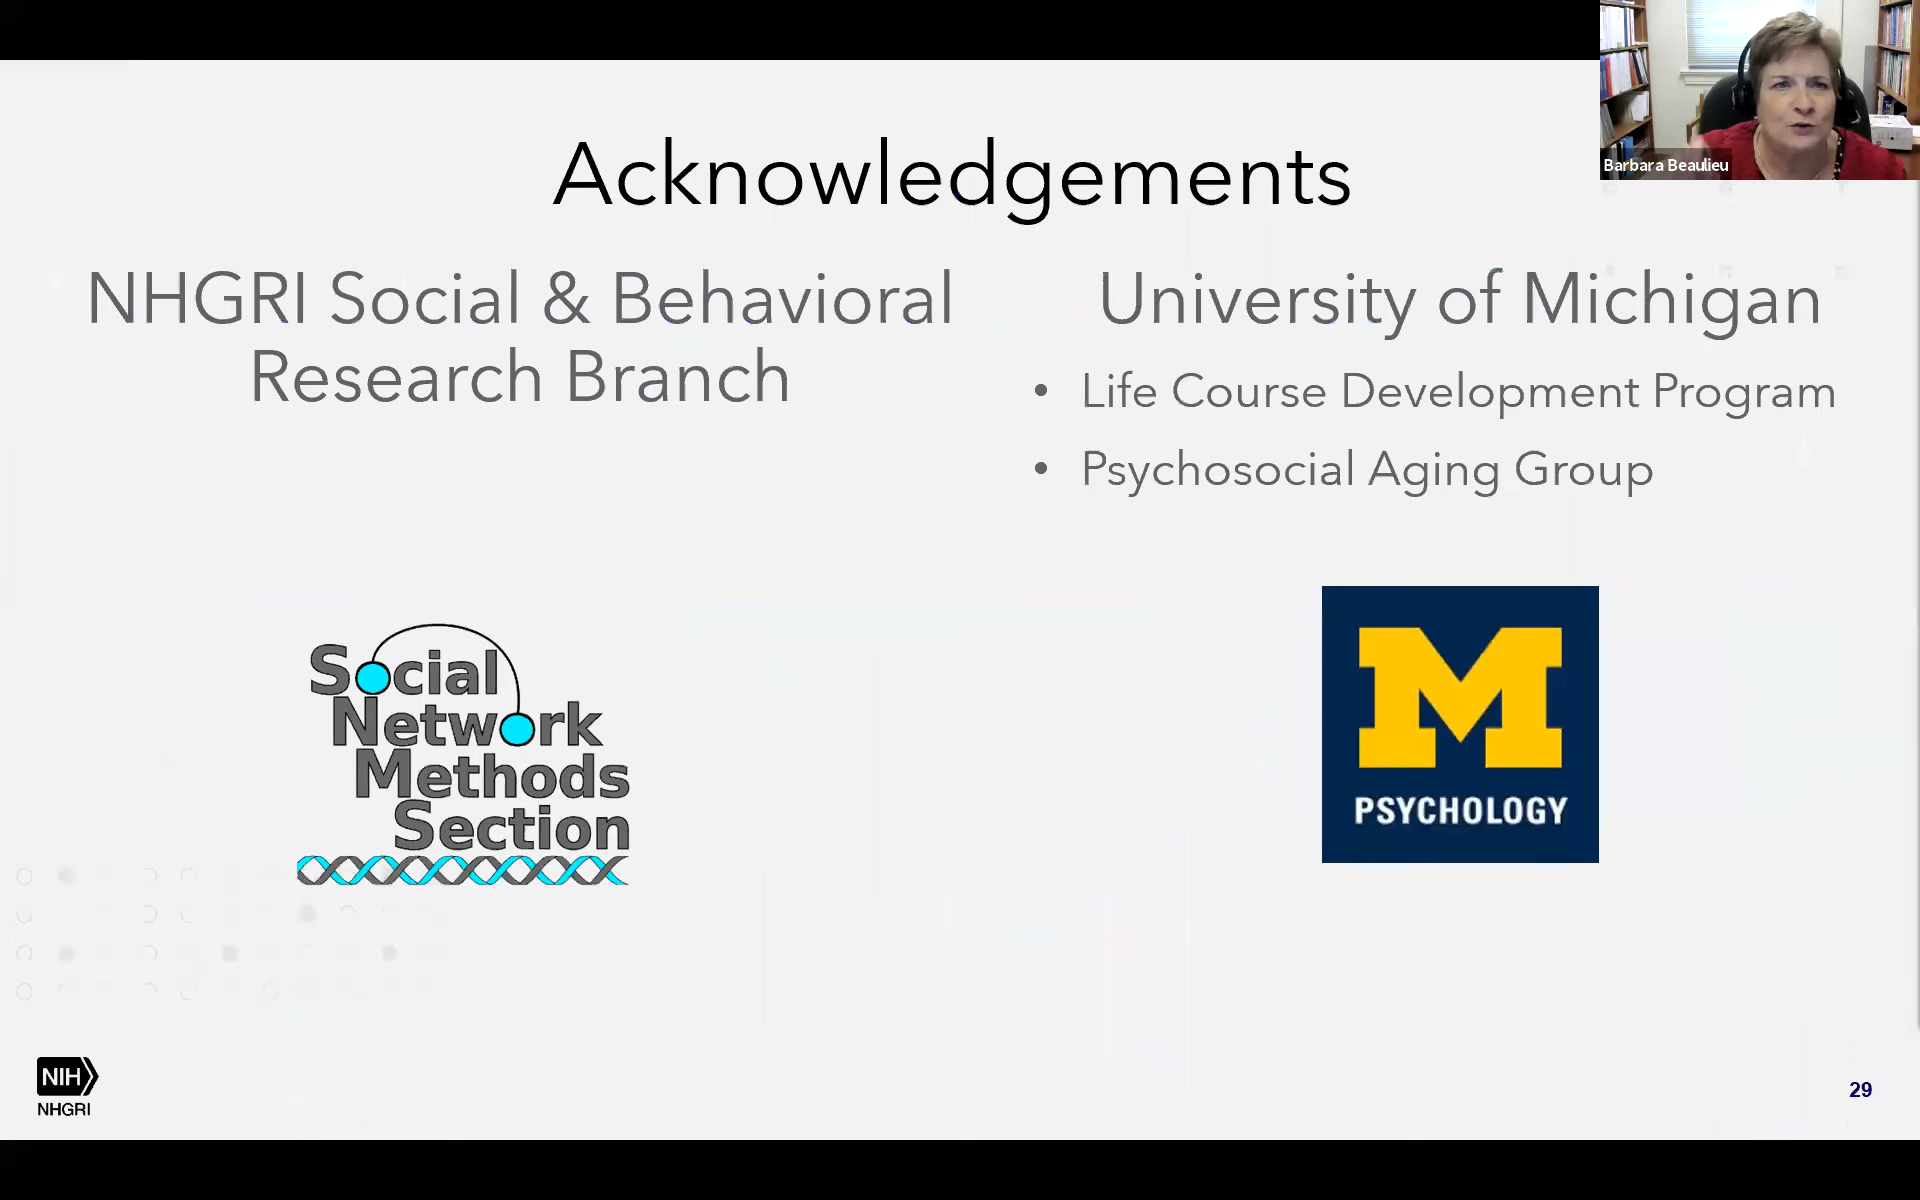 Barbara Beaulieu
Acknowledgements
NHGRI Social & Behavioral
Research Branch
Social
Network
Methods
Section
University of Michigan
• Life Course Development Program
• Psychosocial Aging Group
M
PSYCHOLOGY
NIH
NHGRI
29